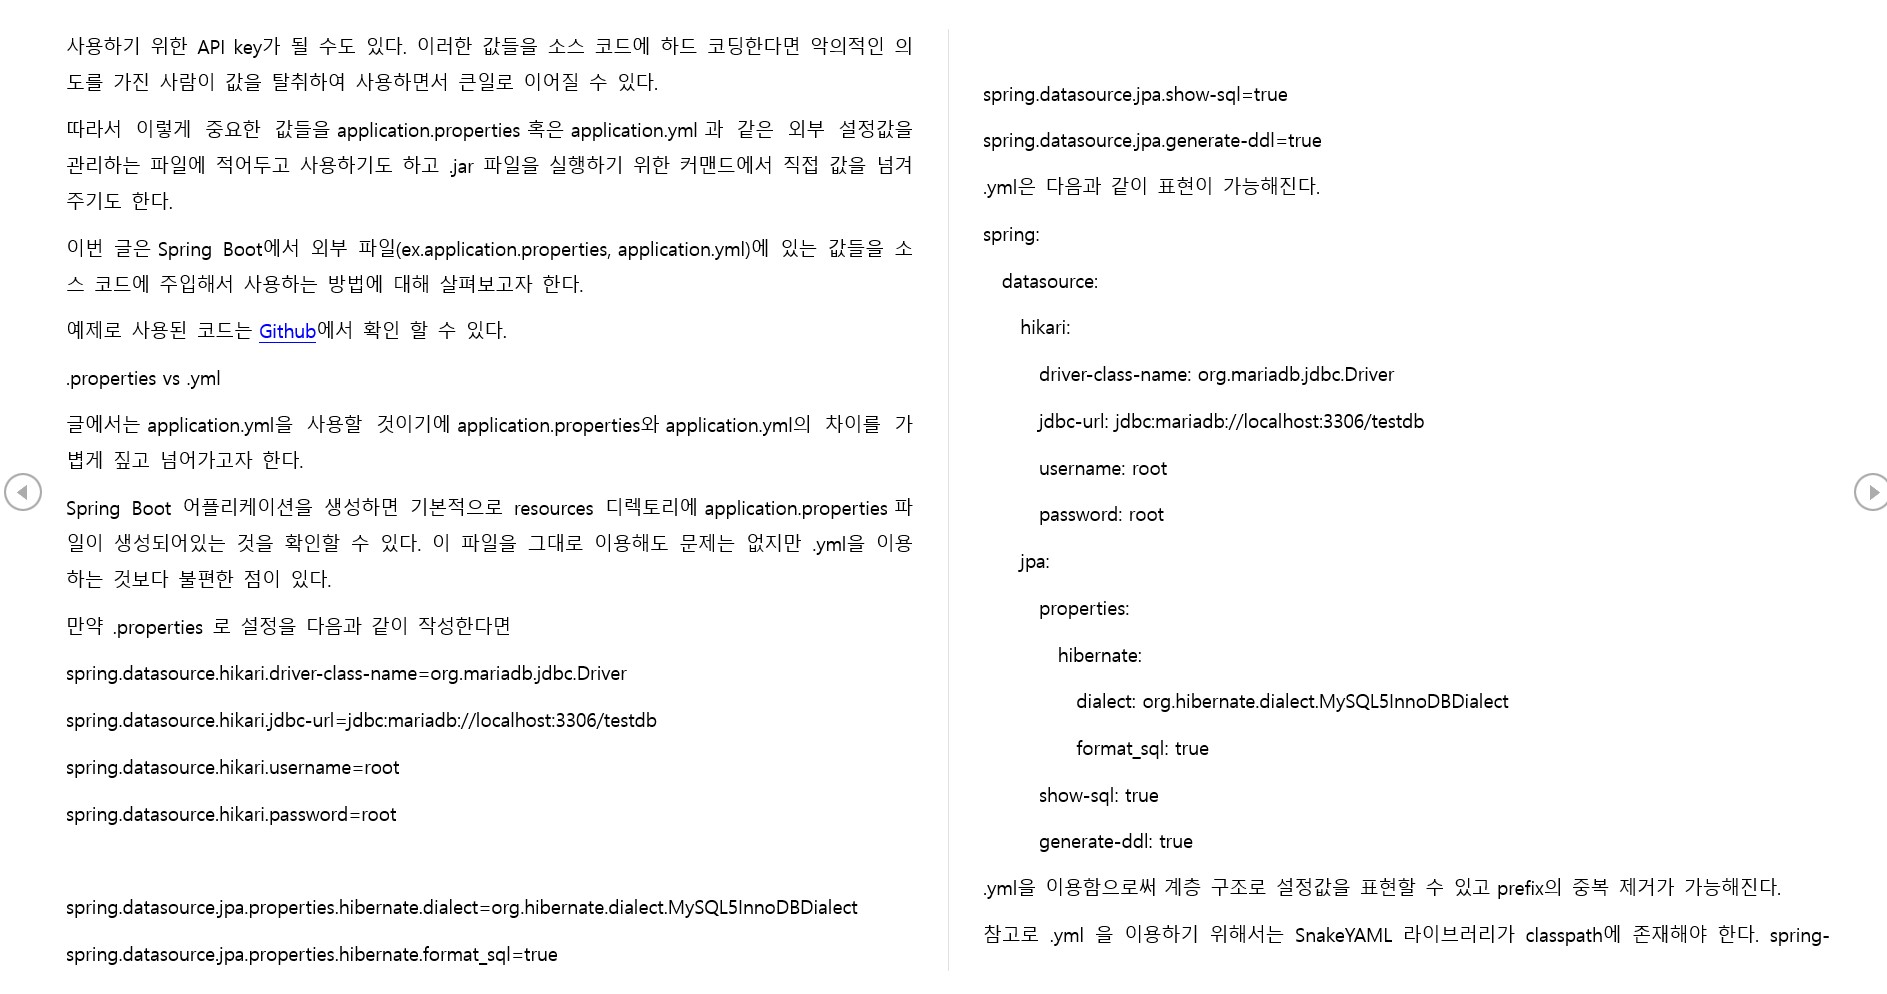 사용하기 위한 API key가 될 수도 있다. 이러한 값들을 소스 코드에 하드 코딩한다면 악의적인 의
도를 가진 사람이 값을 탈취하여 사용하면서 큰일로 이어질 수 있다.
따라서 이렇게 중요한 값들을 application.properties 혹은 application.yml 과 같은 외부 설정값을
관리하는 파일에 적어두고 사용하기도 하고 .jar 파일을 실행하기 위한 커맨드에서 직접 값을 넘겨
주기도 한다.
이번 글은 Spring Boot에서 외부 파일(ex.application.properties, application.yml)에 있는 값들을 소
스 코드에 주입해서 사용하는 방법에 대해 살펴보고자 한다.
예제로 사용된 코드는 Github에서 확인 할 수 있다.
.properties vs .yml
글에서는 application.yml을 사용할 것이기에 application.properties와 application.yml의 차이를 가
볍게 짚고 넘어가고자 한다.
Spring Boot 어플리케이션을 생성하면 기본적으로 resources 디렉토리에 application.properties 파
일이 생성되어있는 것을 확인할 수 있다. 이 파일을 그대로 이용해도 문제는 없지만 .yml을 이용
하는 것보다 불편한 점이 있다.
만약 .properties 로 설정을 다음과 같이 작성한다면
spring.datasource.hikari.driver-class-name=org.mariadb.jdbc.Driver
spring.datasource.hikari.jdbc-url=jdbc:mariadb://localhost:3306/testdb
spring.datasource.hikari.username=root
spring.datasource.hikari.password=root
spring.datasource.jpa.properties.hibernate.dialect=org.hibernate.dialect.MySQL5InnoDBDialect
spring.datasource.jpa.properties.hibernate.format_sql=true
spring.datasource.jpa.show-sql=true
spring.datasource.jpa.generate-ddl=true
.yml은 다음과 같이 표현이 가능해진다.
spring:
datasource:
hikari:
driver-class-name: org.mariadb.jdbc.Driver
jdbc-url: jdbc:mariadb://localhost:3306/testdb
username: root
password: root
jpa:
properties:
hibernate:
dialect: org.hibernate.dialect.MySQL5InnoDBDialect
format_sql: true
show-sql: true
generate-ddl: true
.yml을 이용함으로써 계층 구조로 설정값을 표현할 수 있고 prefix의 중복 제거가 가능해진다.
참고로 .yml 을 이용하기 위해서는 SnakeYAML 라이브러리가 classpath에 존재해야 한다. spring-